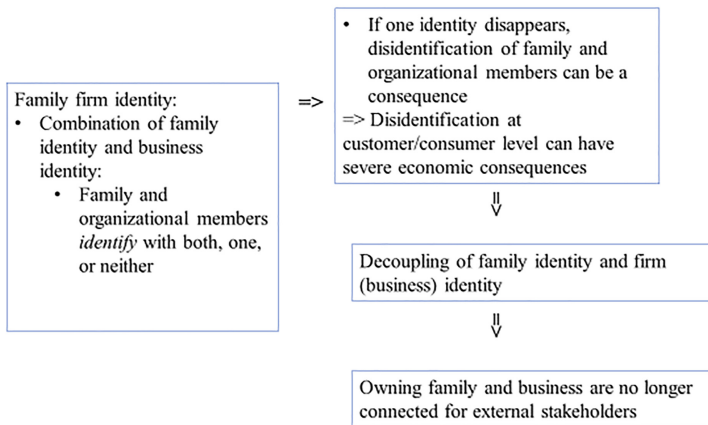 Family firm identity:
• Combination of family
identity and business
identity:
• Family and
organizational members
identify with both, one,
or neither
=>
• If one identity disappears,
disidentification of family and
organizational members can be a
consequence
=> Disidentification at
customer/consumer level can have
severe economic consequences
=>
Decoupling of family identity and firm
(business) identity
=>
Owning family and business are no longer
connected for external stakeholders